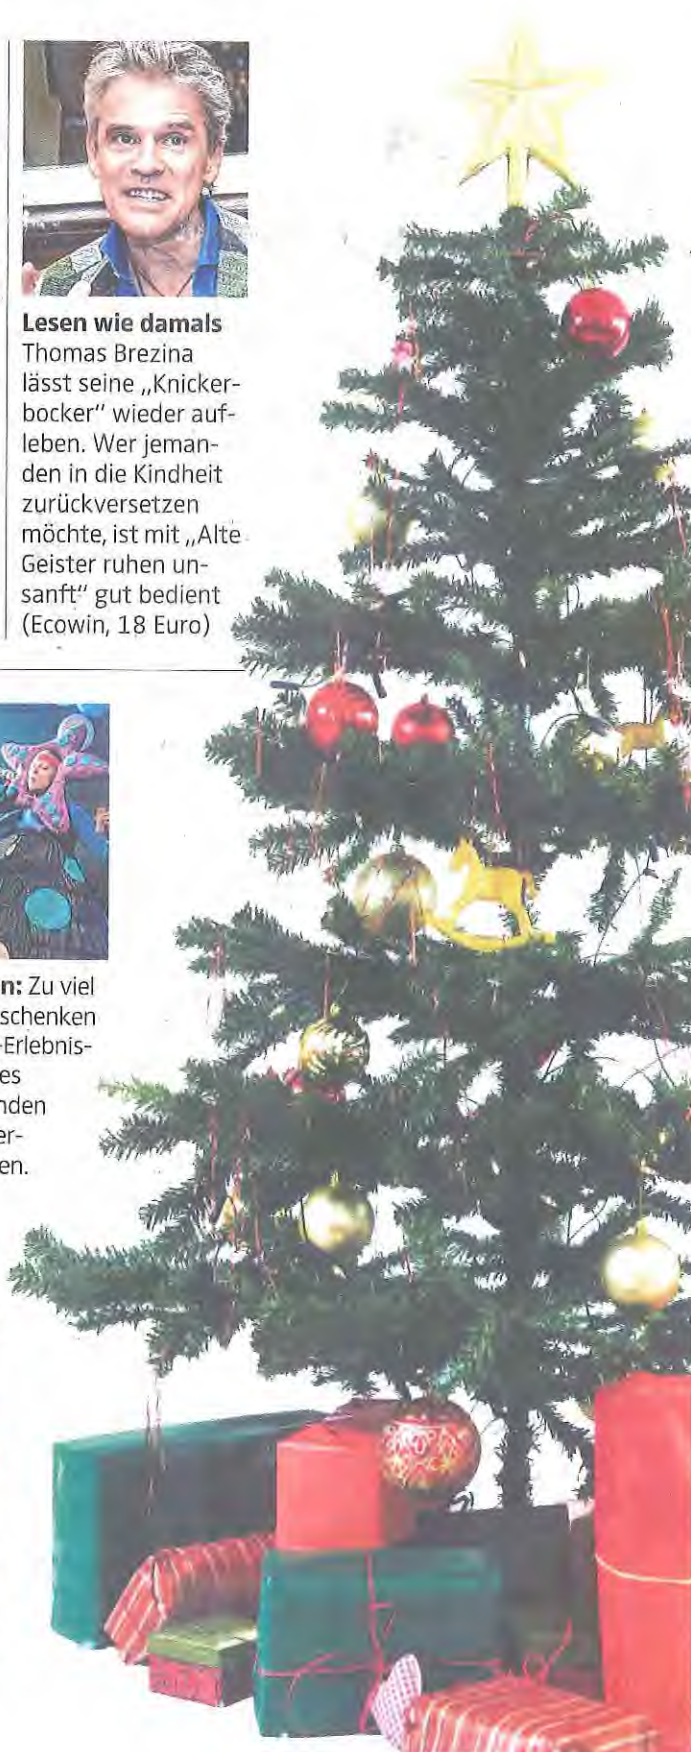 Lesen wie damals
Thomas Brezina
lässt seine „Knicker-
bocker" wieder auf-
leben. Wer jeman-
den in die Kindheit
zurückversetzen
möchte, ist mit „Alte
Geister ruhen un-
sanft" gut bedient
(Ecowin, 18 Euro)
n: Zu viel
schenken
-Erlebnis-
es
nden
er-
en.